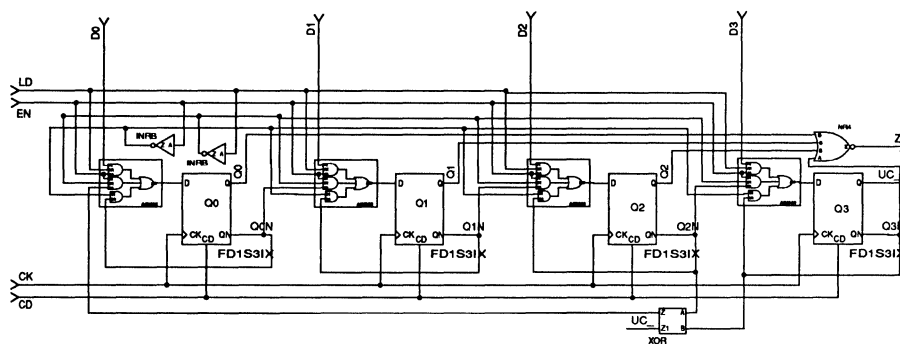 D0
D1
D2
D3
LD
EN
INRB
Z A
INRB
Z A
NR4
B
A
Z
Z
Q0
Q1
Q2
UC_
D
Q
Q0
D
Q
Q1
D
Q
Q2
D
Q
Q3
CK
CD
QN
Q0N
CK
CD
QN
Q1N
CK
CD
QN
Q2N
CK
CD
QN
Q3N
FD1S3IX
FD1S3IX
FD1S3IX
FD1S3IX
CK
CD
UC_
Z
A
Z1
B
XOR